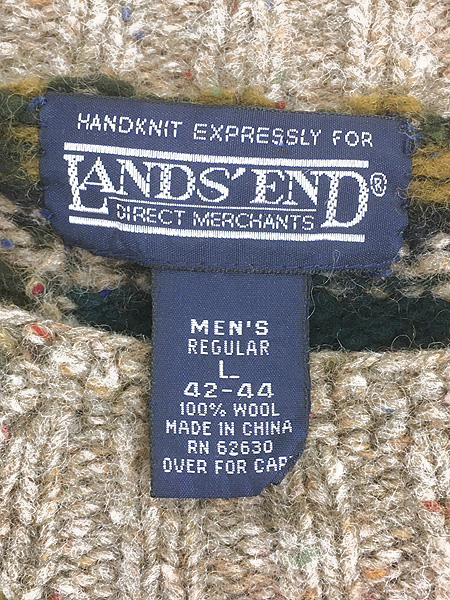 HANDKNIT EXPRESSLY FOR
LANDS' END®
DIRECT MERCHANTS
MEN'S
REGULAR
L
42-44
100% WOOL
MADE IN CHINA
RN 62630
OVER FOR